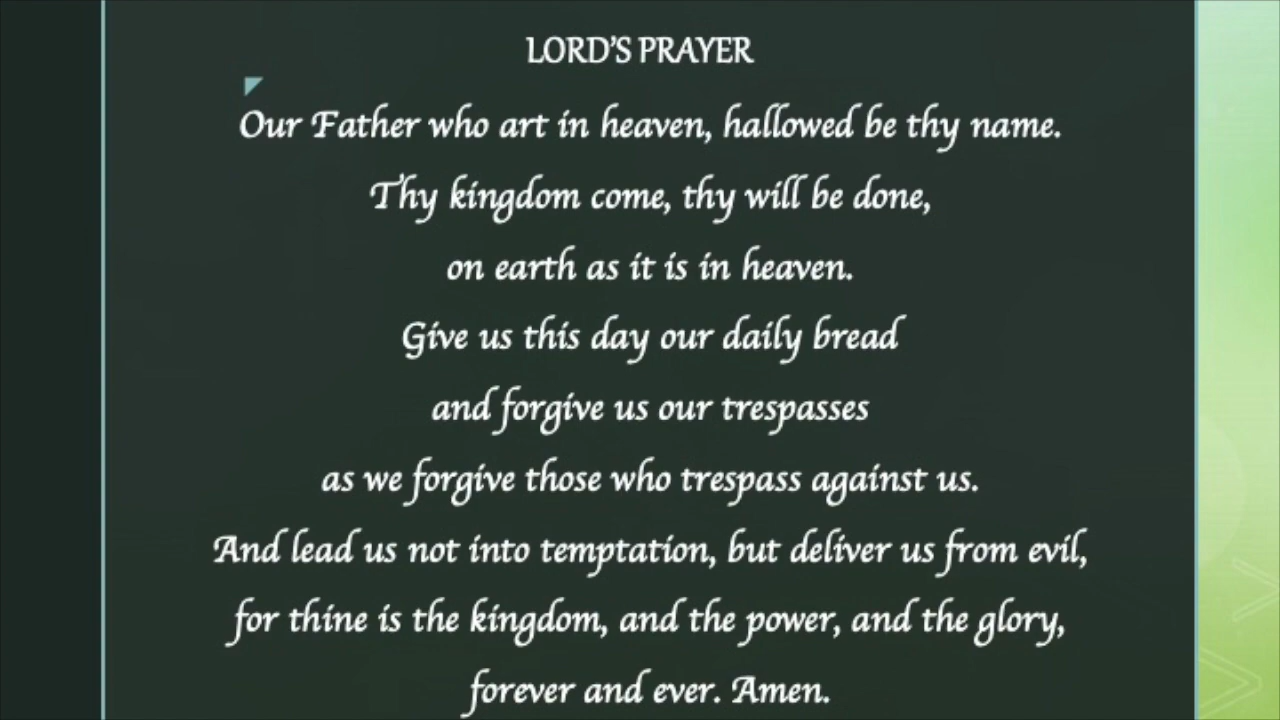 LORD'S PRAYER
Our Father who art in heaven, hallowed be thy name.
Thy kingdom come, thy will be done,
on earth as it is in heaven.
Give us this day our daily bread
and forgive us our trespasses
as we forgive those who trespass against us.
And lead us not into temptation, but deliver us from evil,
for thine is the kingdom, and the power, and the glory,
forever and ever. Amen.